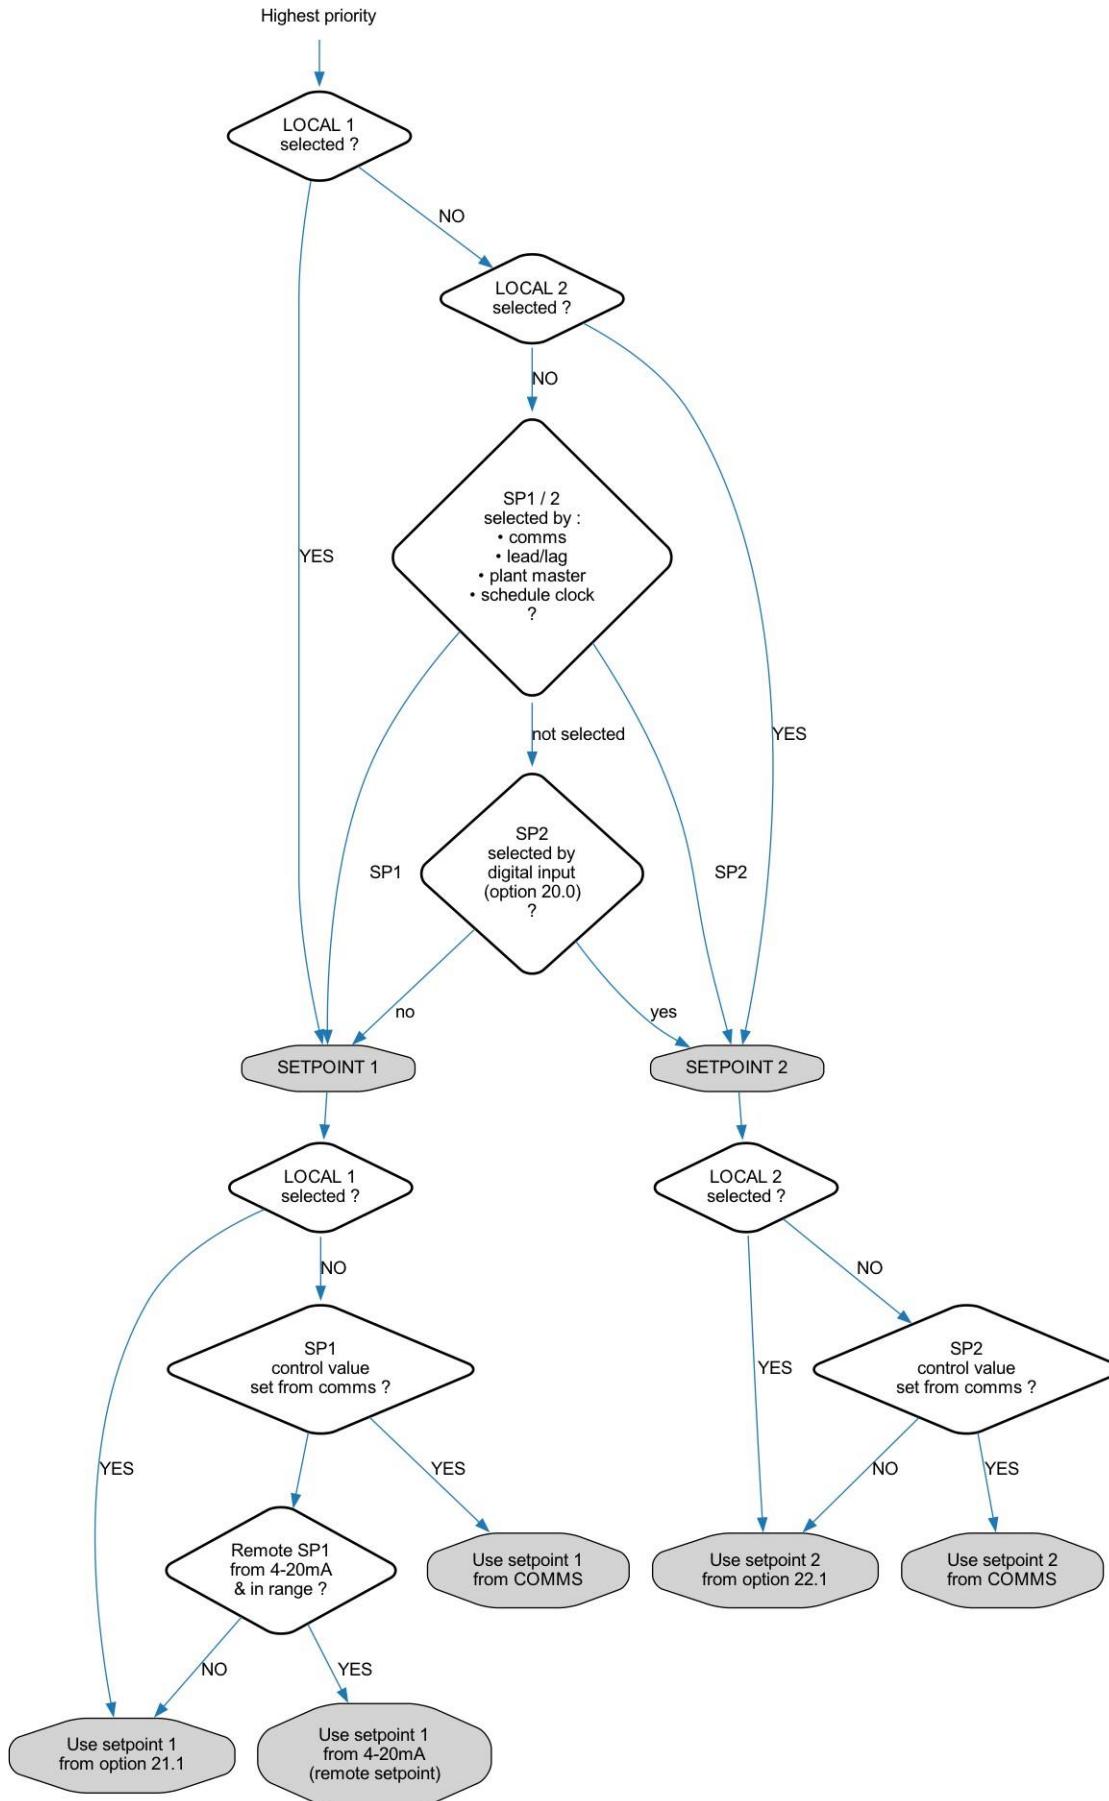 Highest priority
LOCAL 1
selected ?
NO
LOCAL 2
selected ?
NO
SP1 / 2
selected by :
• comms
• lead/lag
• plant master
• schedule clock
?
YES
not selected
YES
SP2
selected by
digital input
(option 20.0)
?
SP1
SP2
no
yes
SETPOINT 1
SETPOINT 2
LOCAL 1
selected ?
LOCAL 2
selected ?
NO
NO
SP1
control value
set from comms ?
YES
SP2
control value
set from comms ?
YES
YES
NO
YES
Remote SP1
from 4-20mA
& in range ?
Use setpoint 1
from COMMS
Use setpoint 2
from option 22.1
Use setpoint 2
from COMMS
NO
YES
Use setpoint 1
from option 21.1
Use setpoint 1
from 4-20mA
(remote setpoint)